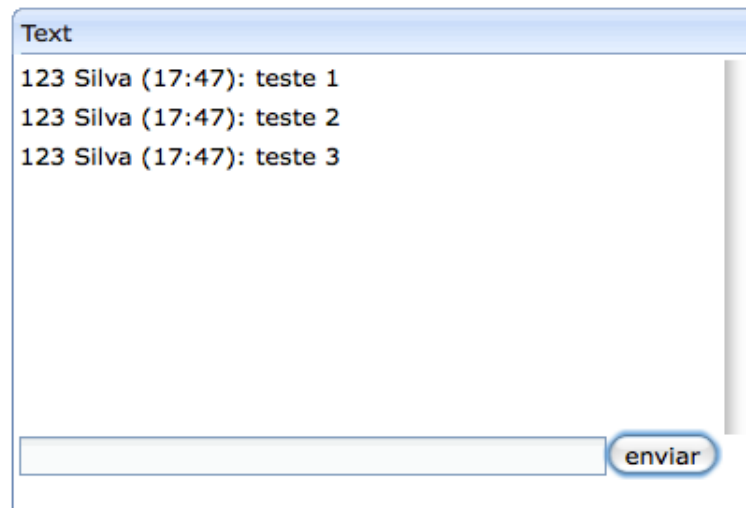 Text
123 Silva (17:47): teste 1
123 Silva (17:47): teste 2
123 Silva (17:47): teste 3
enviar